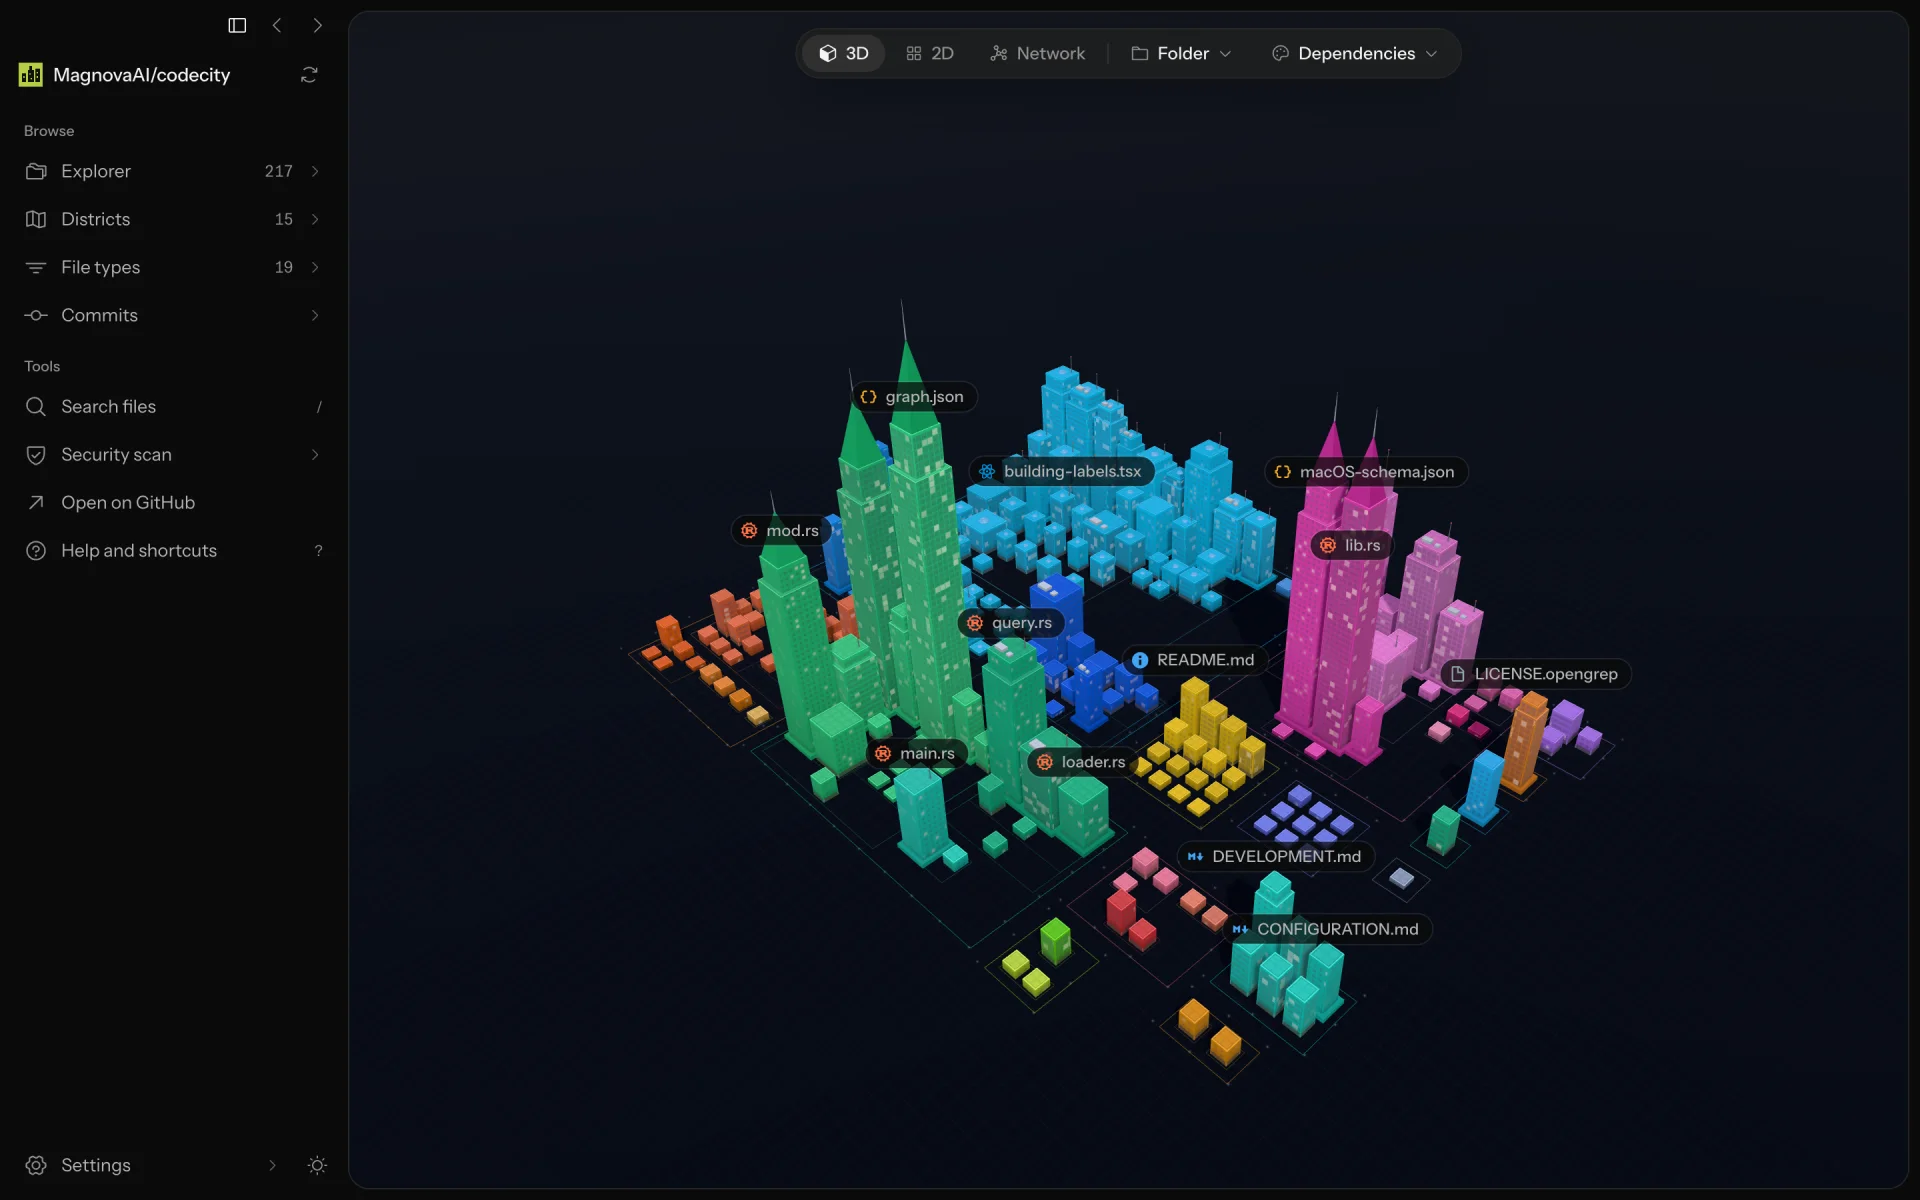 MagnovaAI/codecity
Browse
Explorer 217
Districts 15
File types 19
Commits
Tools
Search files /
Security scan
Open on GitHub
Help and shortcuts ?
Settings
3D 2D Network Folder Dependencies
graph.json
building-labels.tsx
macOS-schema.json
mod.rs
lib.rs
query.rs
README.md
LICENSE.opengrep
main.rs
loader.rs
DEVELOPMENT.md
CONFIGURATION.md